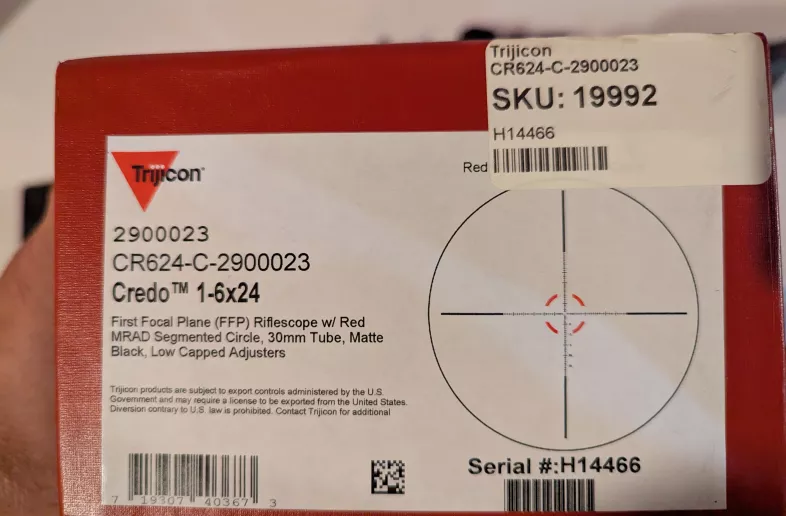 Trijicon
CR624-C-2900023
SKU: 19992
H14466
Trijicon
Red
2900023
CR624-C-2900023
Credo™ 1-6x24
First Focal Plane (FFP) Riflescope w/ Red
MRAD Segmented Circle, 30mm Tube, Matte
Black, Low Capped Adjusters
Trijicon products are subject to export controls administered by the U.S.
Government and may require a license to be exported from the United States.
Diversion contrary to U.S. law is prohibited. Contact Trijicon for additional
Serial #:H14466
7 19307 40367 3